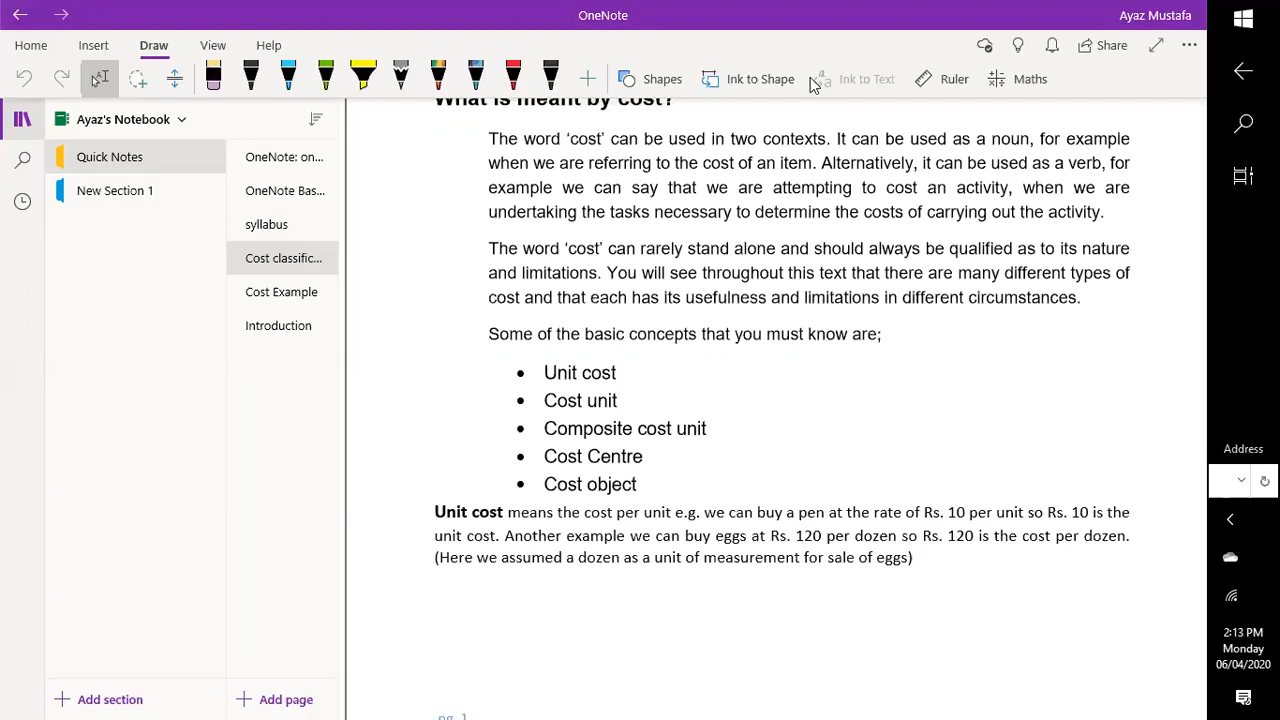 OneNote
Ayaz Mustafa
Home Insert Draw View Help
Share
Shapes Ink to Shape Ink to Text Ruler Maths
Ayaz's Notebook
Quick Notes
New Section 1
OneNote: on...
OneNote Bas...
syllabus
Cost classific...
Cost Example
Introduction
What is meant by cost?
The word ‘cost’ can be used in two contexts. It can be used as a noun, for example
when we are referring to the cost of an item. Alternatively, it can be used as a verb, for
example we can say that we are attempting to cost an activity, when we are
undertaking the tasks necessary to determine the costs of carrying out the activity.
The word ‘cost’ can rarely stand alone and should always be qualified as to its nature
and limitations. You will see throughout this text that there are many different types of
cost and that each has its usefulness and limitations in different circumstances.
Some of the basic concepts that you must know are;
• Unit cost
• Cost unit
• Composite cost unit
• Cost Centre
• Cost object
Unit cost means the cost per unit e.g. we can buy a pen at the rate of Rs. 10 per unit so Rs. 10 is the
unit cost. Another example we can buy eggs at Rs. 120 per dozen so Rs. 120 is the cost per dozen.
(Here we assumed a dozen as a unit of measurement for sale of eggs)
pg. 1
Add section
Add page
Address
2:13 PM
Monday
06/04/2020